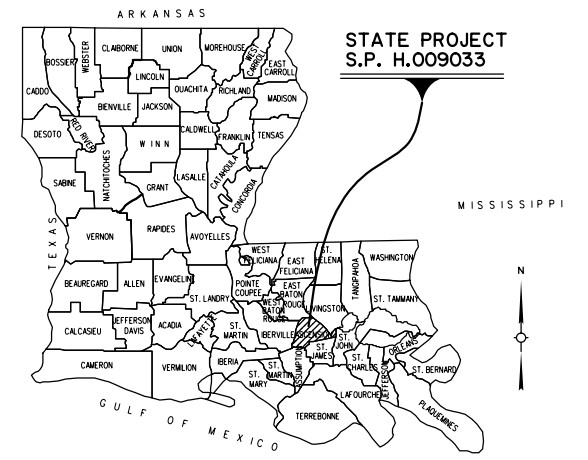 ARKANSAS
STATE PROJECT
S.P. H.009033
BOSSIER
WEBSTER
CLAIBORNE
UNION
MOREHOUSE
WEST CARROLL
EAST CARROLL
CADDO
LINCOLN
OUACHITA
RICHLAND
MADISON
BIENVILLE
JACKSON
DESOTO
RED RIVER
WINN
CALDWELL
FRANKLIN
TENSAS
SABINE
NATCHITOCHES
GRANT
LASALLE
CATAHOULA
CONCORDIA
MISSISSIPPI
TEXAS
VERNON
RAPIDES
AVOYELLES
WEST FELICIANA
EAST FELICIANA
ST. HELENA
TANGIPAHOA
WASHINGTON
N
BEAUREGARD
ALLEN
EVANGELINE
ST. LANDRY
POINTE COUPEE
WEST BATON ROUGE
EAST BATON ROUGE
LIVINGSTON
ST. TAMMANY
CALCASIEU
JEFFERSON DAVIS
ACADIA
LAFAYETTE
ST. MARTIN
IBERVILLE
ASCENSION
ST. JAMES
ST. JOHN
ST. CHARLES
ORLEANS
CAMERON
VERMILION
IBERIA
ST. MARTIN
ST. MARY
ASSUMPTION
LAFOURCHE
JEFFERSON
ST. BERNARD
PLAQUEMINES
TERREBONNE
GULF OF MEXICO